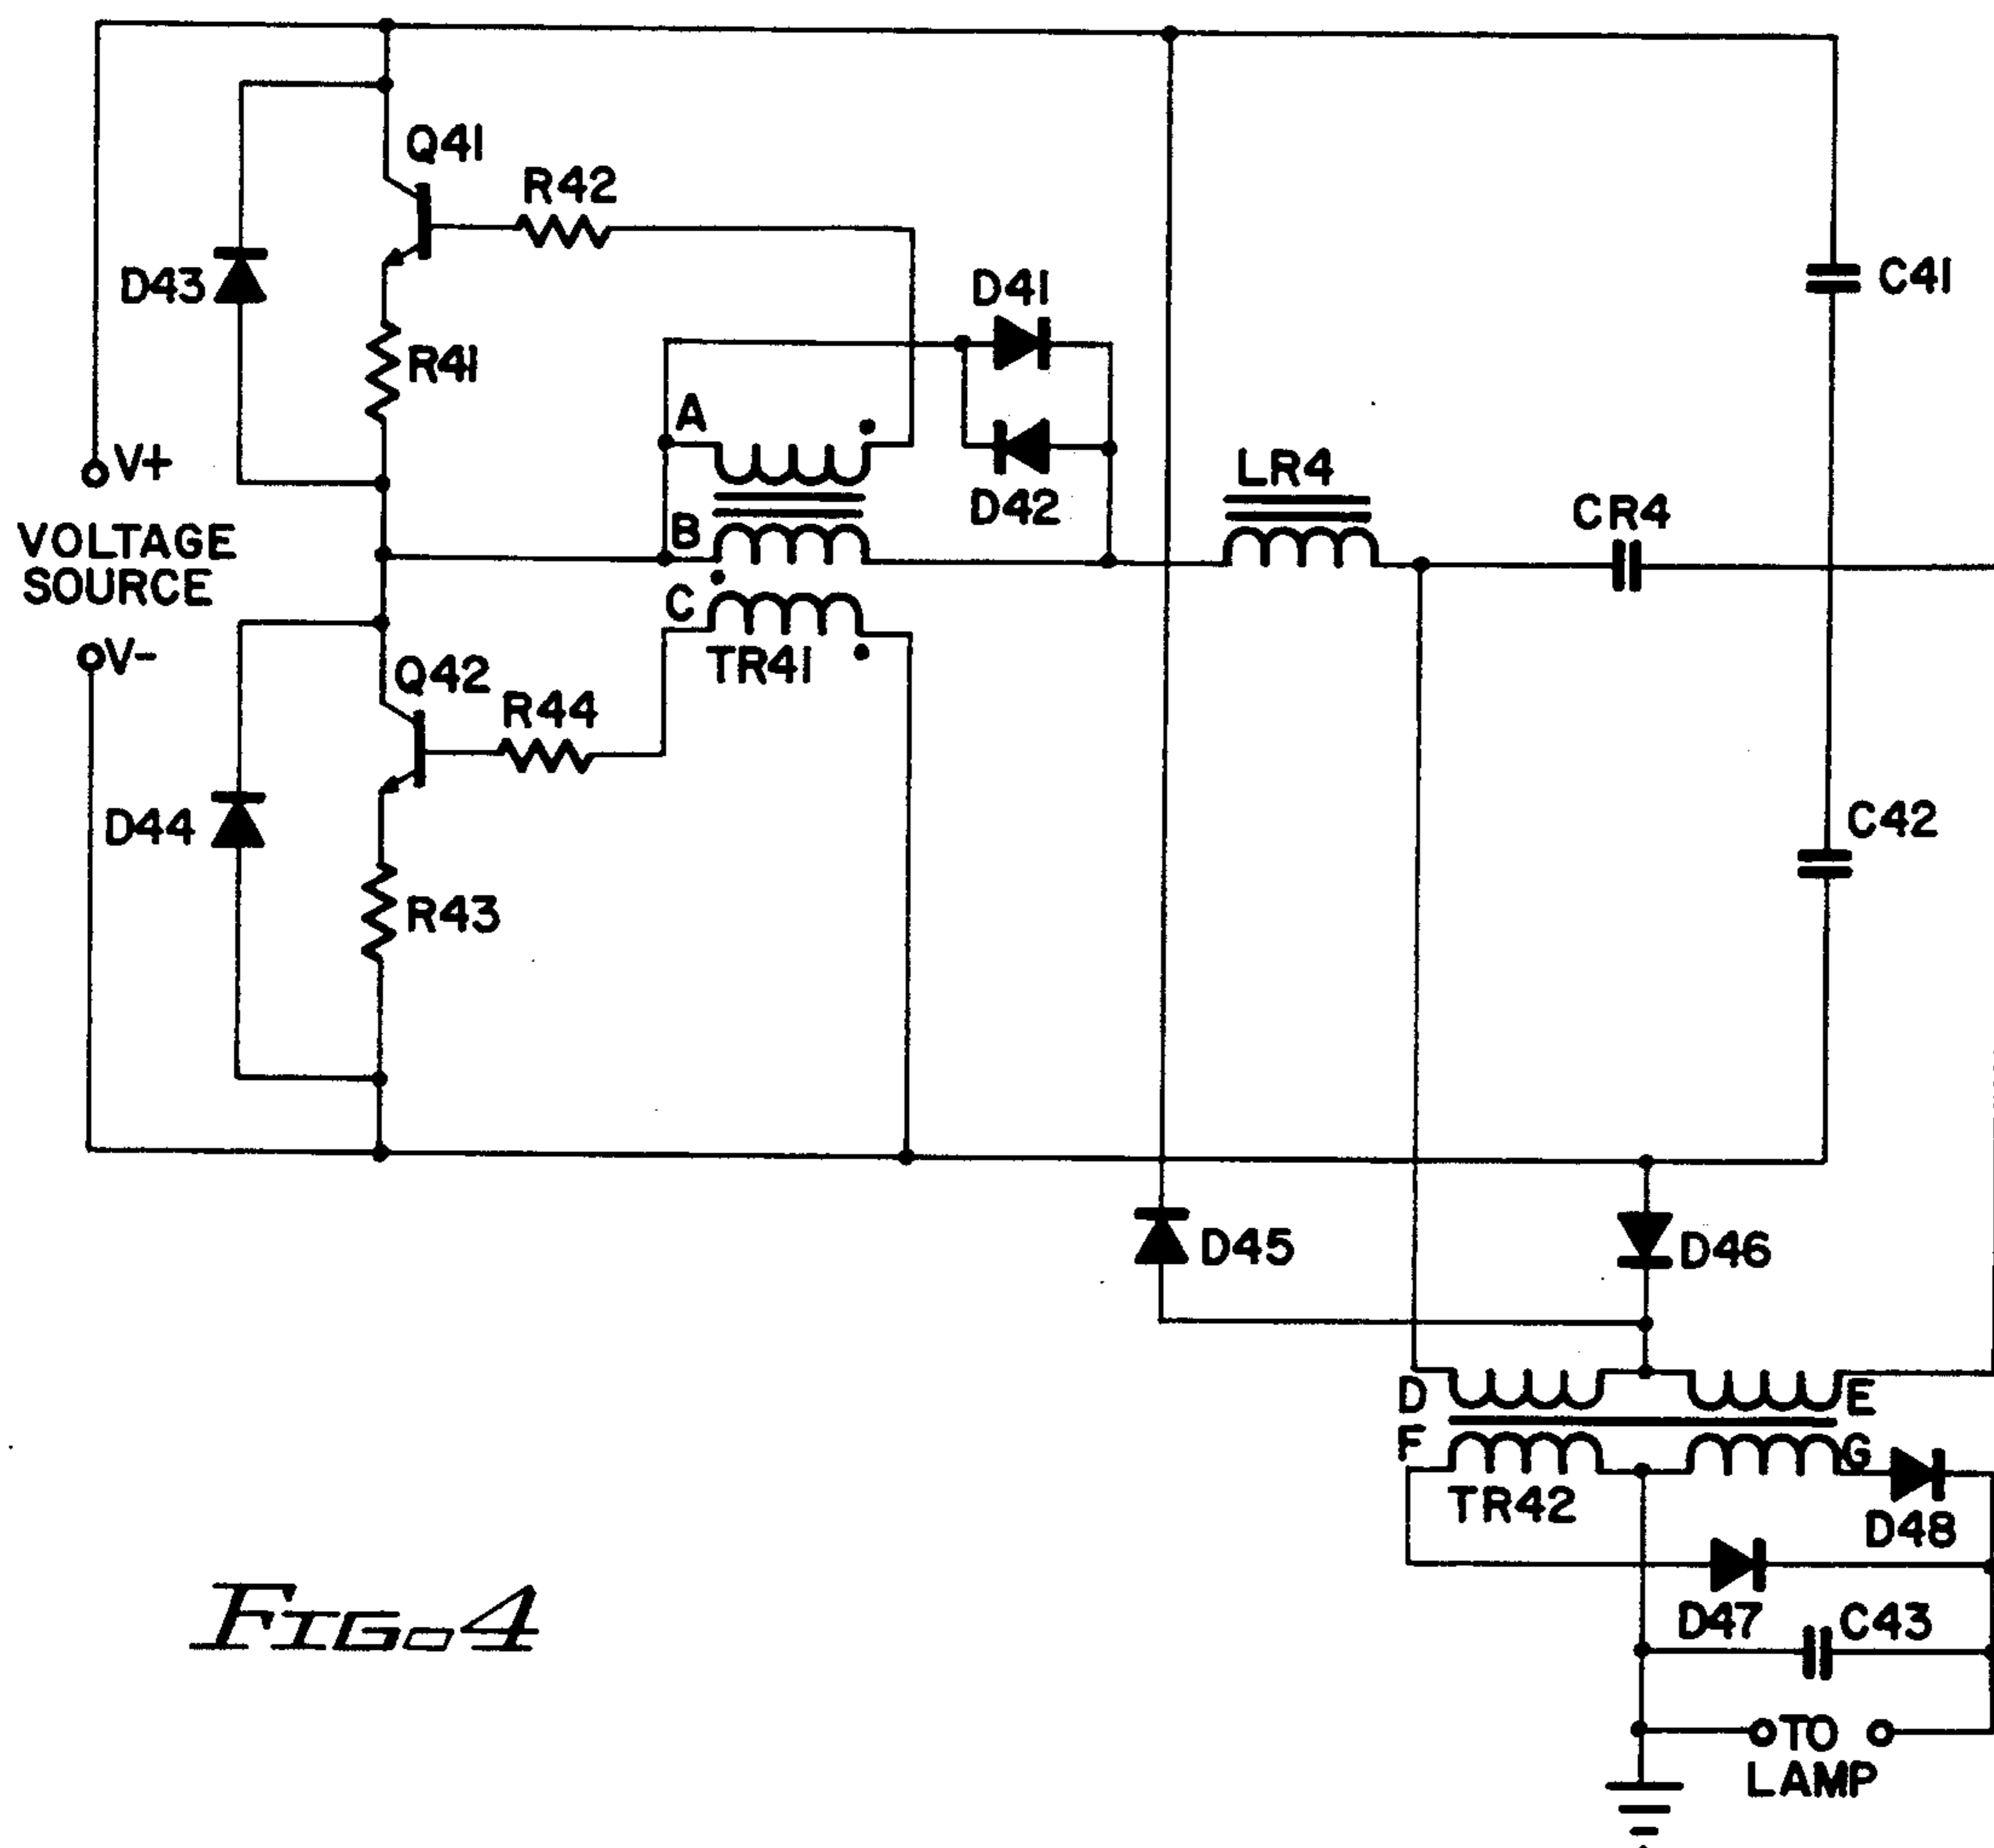 Q41
R42
D43
D41
C41
R41
A
V+
LR4
D42
CR4
B
VOLTAGE
SOURCE
C
V-
TR41
Q42
R44
D44
C42
R43
D45
D46
D
E
F
G
TR42
D48
D47
C43
TO
LAMP
FIG. 4